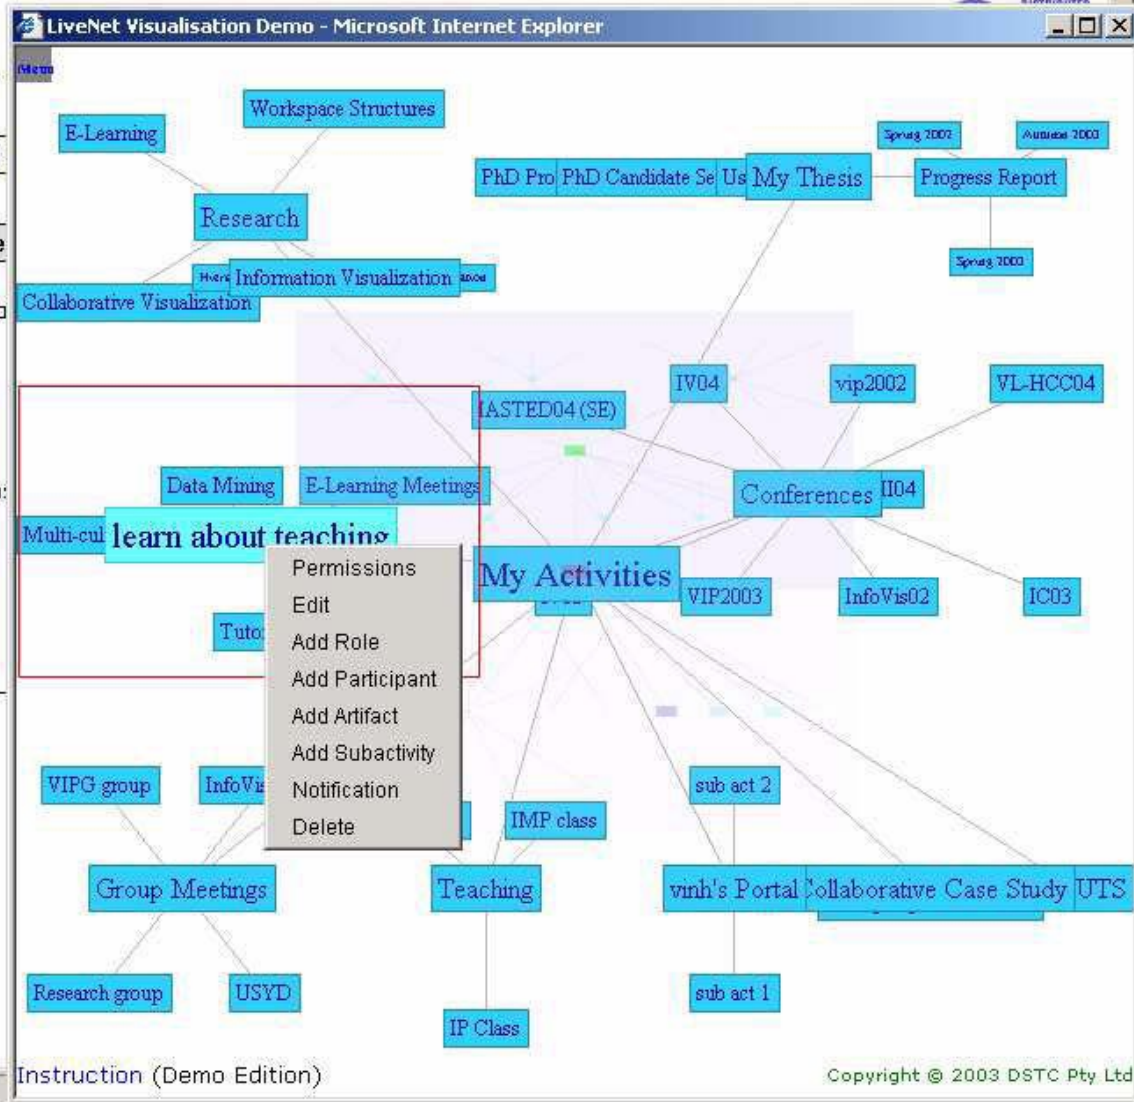 LiveNet Visualisation Demo - Microsoft Internet Explorer
Menu
Workspace Structures
E-Learning
Spring 2002
Autumn 2003
PhD Pro
PhD Candidate Se
Us
My Thesis
Progress Report
Research
Spring 2003
Information Visualization
Collaborative Visualization
IV04
vip2002
VL-HCC04
IASTED04 (SE)
Data Mining
E-Learning Meetings
Conferences
II04
Multi-cul
learn about teaching
My Activities
VIP2003
InfoVis02
IC03
Tuto
Permissions
Edit
Add Role
Add Participant
Add Artifact
Add Subactivity
Notification
Delete
VIPG group
InfoVis
sub act 2
IMP class
Group Meetings
Teaching
vinh's Portal
Collaborative Case Study
UTS
Research group
USYD
sub act 1
IP Class
Instruction (Demo Edition)
Copyright © 2003 DSTC Pty Ltd